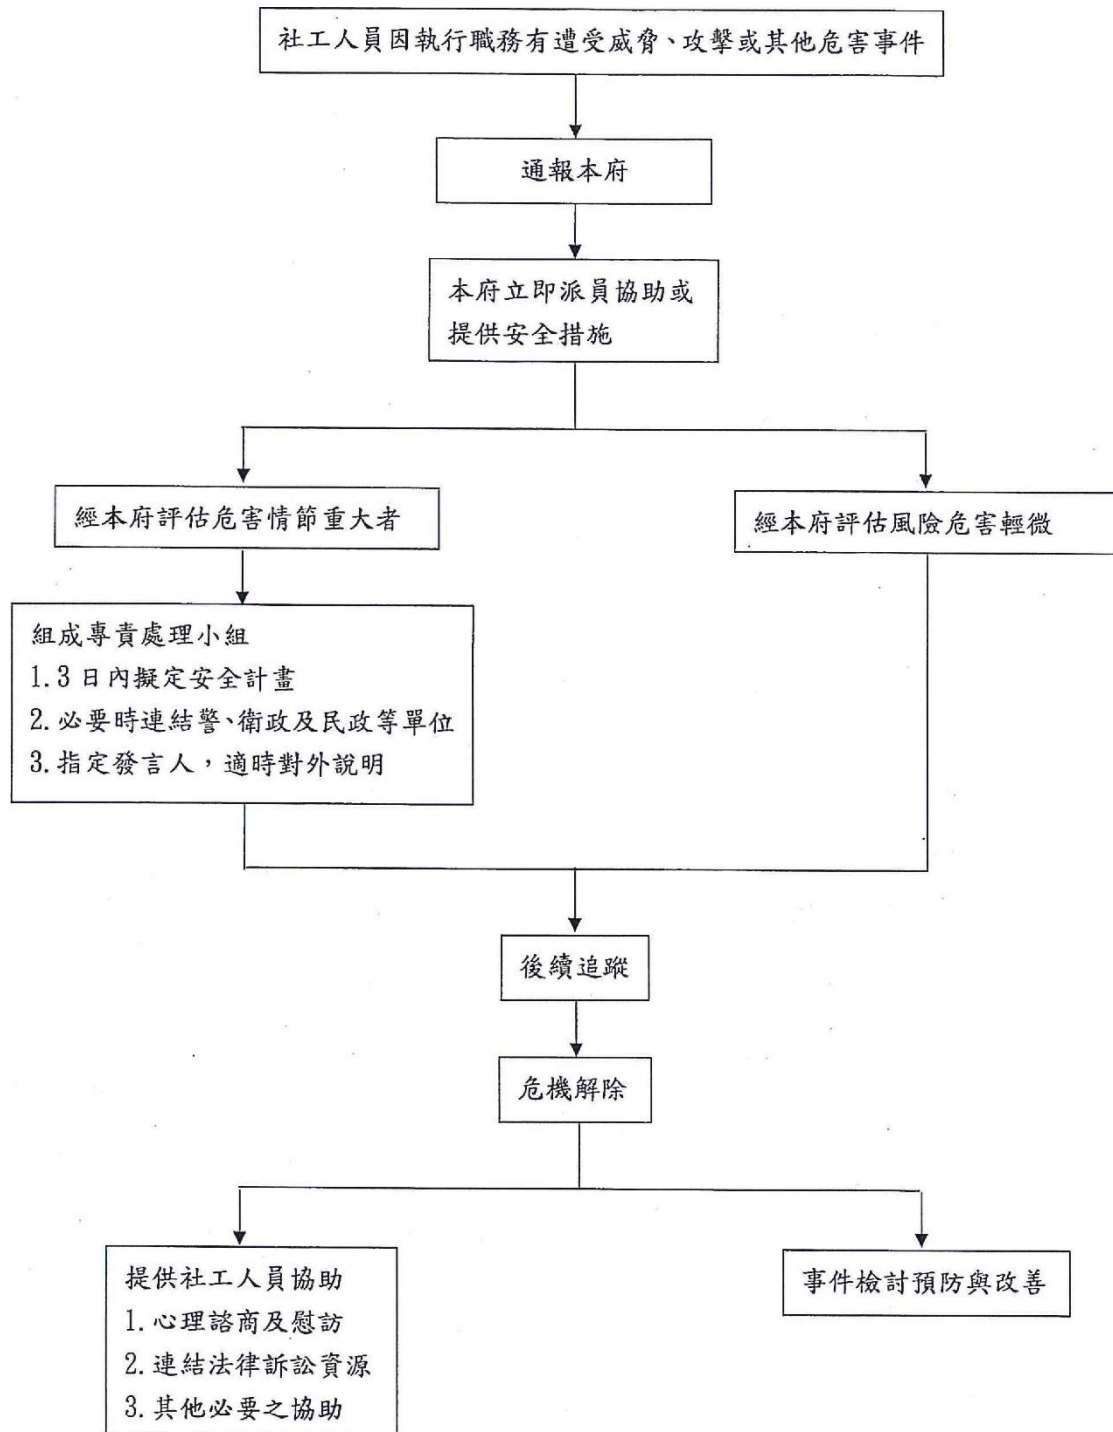 社工人員因執行職務有遭受威脅、攻擊或其他危害事件
通報本府
本府立即派員協助或
提供安全措施
經本府評估危害情節重大者
經本府評估風險危害輕微
組成專責處理小組
1.3日內擬定安全計畫
2.必要時連結警、衛政及民政等單位
3.指定發言人，適時對外說明
後續追蹤
危機解除
提供社工人員協助
1.心理諮商及慰訪
2.連結法律訴訟資源
3.其他必要之協助
事件檢討預防與改善